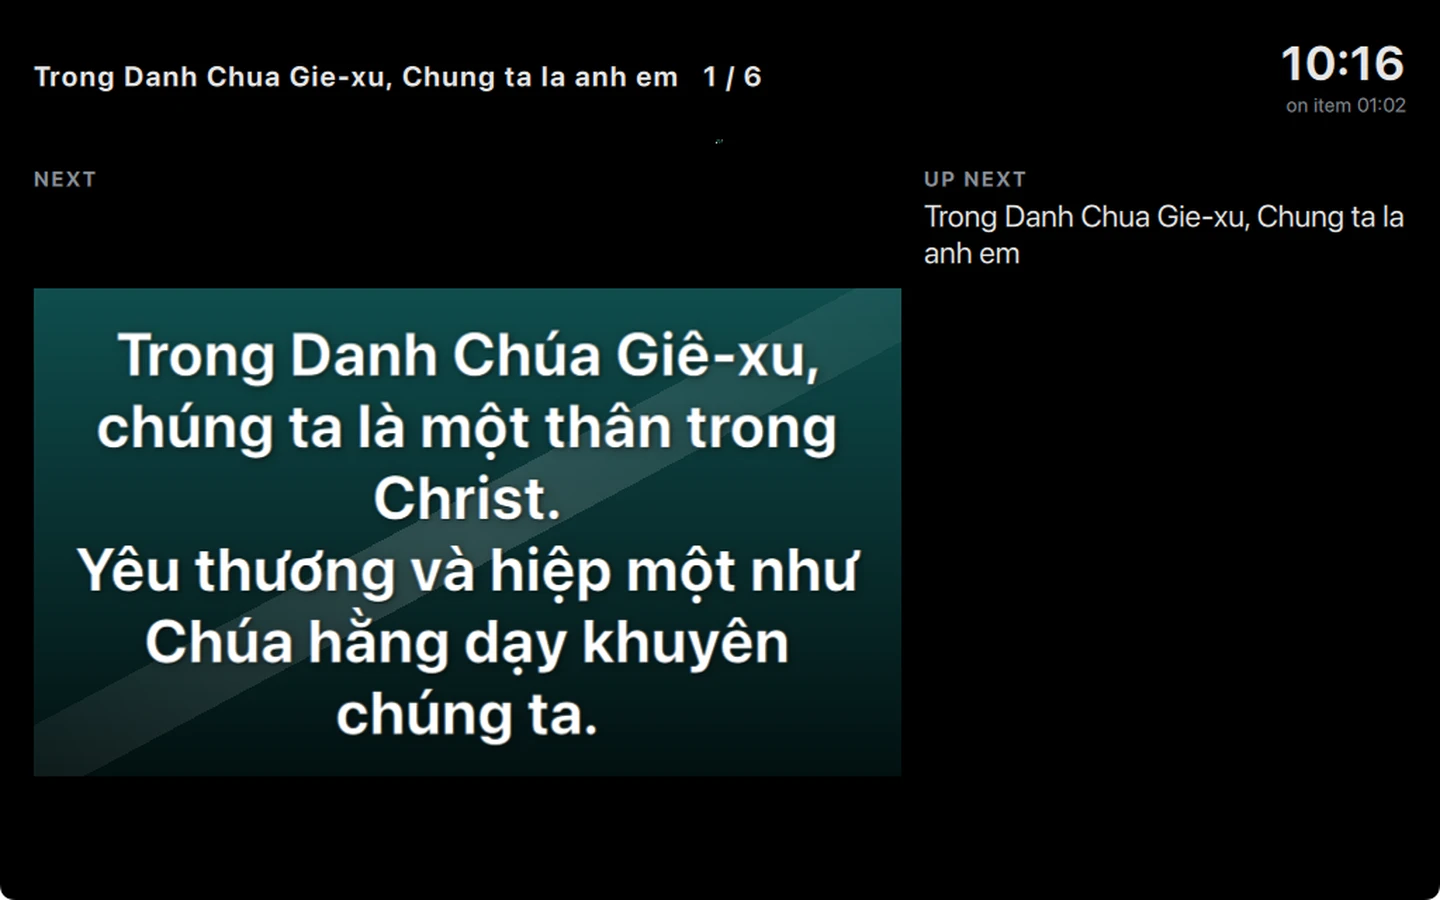 Trong Danh Chua Gie-xu, Chung ta la anh em 1 / 6
10:16
on item 01:02
NEXT
Trong Danh Chúa Giê-xu,
chúng ta là một thân trong
Christ.
Yêu thương và hiệp một như
Chúa hằng dạy khuyên
chúng ta.
UP NEXT
Trong Danh Chua Gie-xu, Chung ta la
anh em